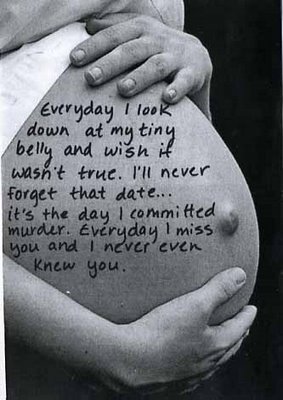 Everyday I look
down at my tiny
belly and wish it
wasn't true. I'll never
forget that date...
it's the day I committed
murder. Everyday I miss
you and I never even
knew you.